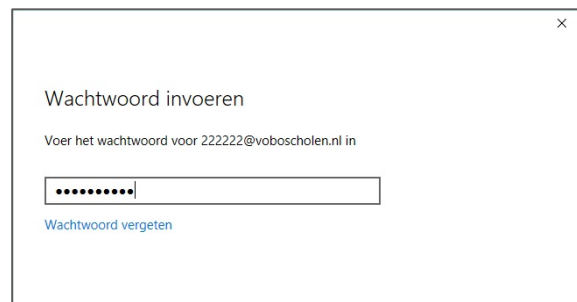 Wachtwoord invoeren
Voer het wachtwoord voor 222222@voboscholen.nl in
●●●●●●●●●●
Wachtwoord vergeten